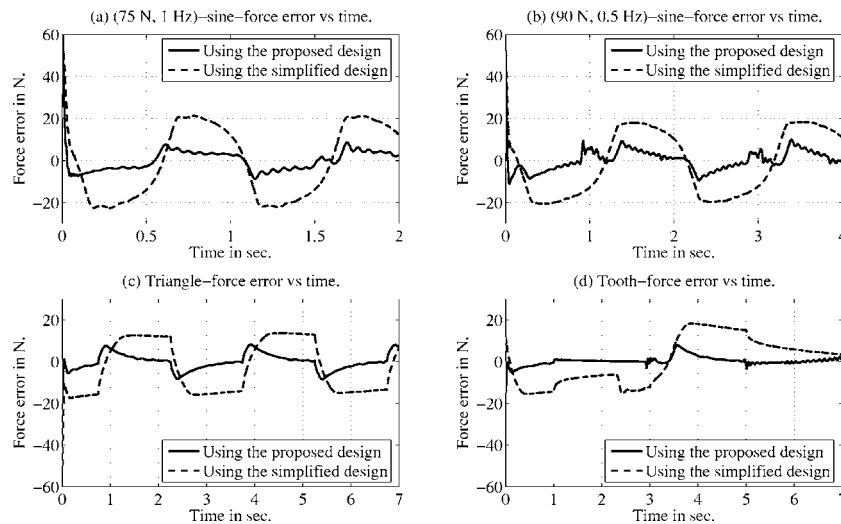 (a) (75 N, 1 Hz)−sine−force error vs time.
60
40
20
0
−20
Force error in N.
Using the proposed design
Using the simplified design
0
0.5
1
1.5
2
Time in sec.
(b) (90 N, 0.5 Hz)−sine−force error vs time.
60
40
20
0
−20
Force error in N.
Using the proposed design
Using the simplified design
0
1
2
3
4
Time in sec.
(c) Triangle−force error vs time.
20
0
−20
−40
−60
Force error in N.
Using the proposed design
Using the simplified design
0
1
2
3
4
5
6
7
Time in sec.
(d) Tooth−force error vs time.
20
0
−20
−40
−60
Force error in N.
Using the proposed design
Using the simplified design
0
1
2
3
4
5
6
7
Time in sec.